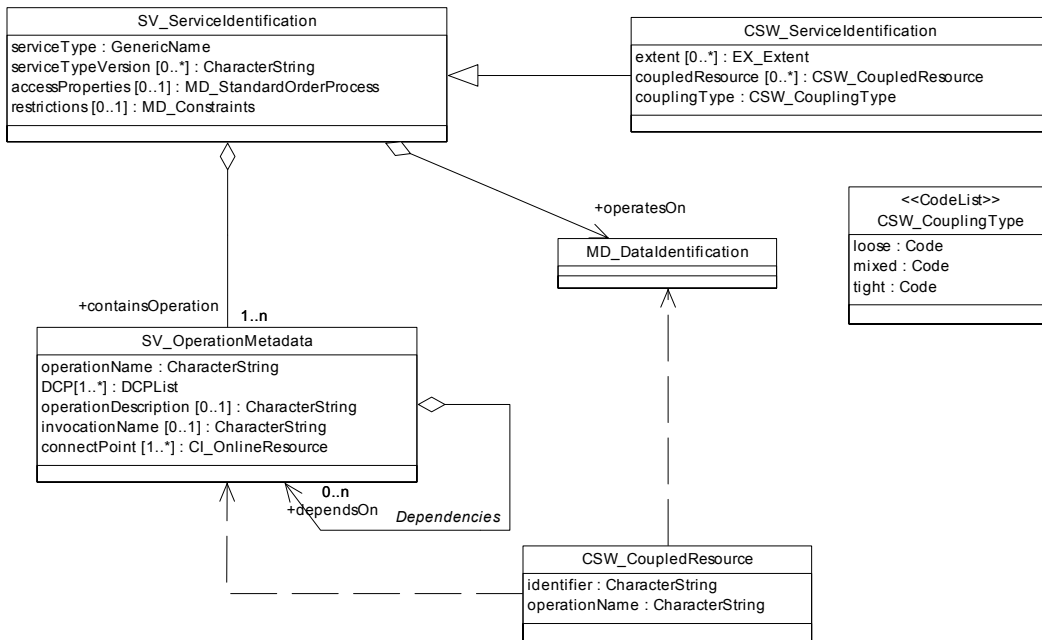 SV_ServiceIdentification
serviceType : GenericName
serviceTypeVersion [0..*] : CharacterString
accessProperties [0..1] : MD_StandardOrderProcess
restrictions [0..1] : MD_Constraints
CSW_ServiceIdentification
extent [0..*] : EX_Extent
coupledResource [0..*] : CSW_CoupledResource
couplingType : CSW_CouplingType
+operatesOn
MD_DataIdentification
<<CodeList>>
CSW_CouplingType
loose : Code
mixed : Code
tight : Code
+containsOperation
1..n
SV_OperationMetadata
operationName : CharacterString
DCP[1..*] : DCPList
operationDescription [0..1] : CharacterString
invocationName [0..1] : CharacterString
connectPoint [1..*] : CI_OnlineResource
0..n
+dependsOn
Dependencies
CSW_CoupledResource
identifier : CharacterString
operationName : CharacterString